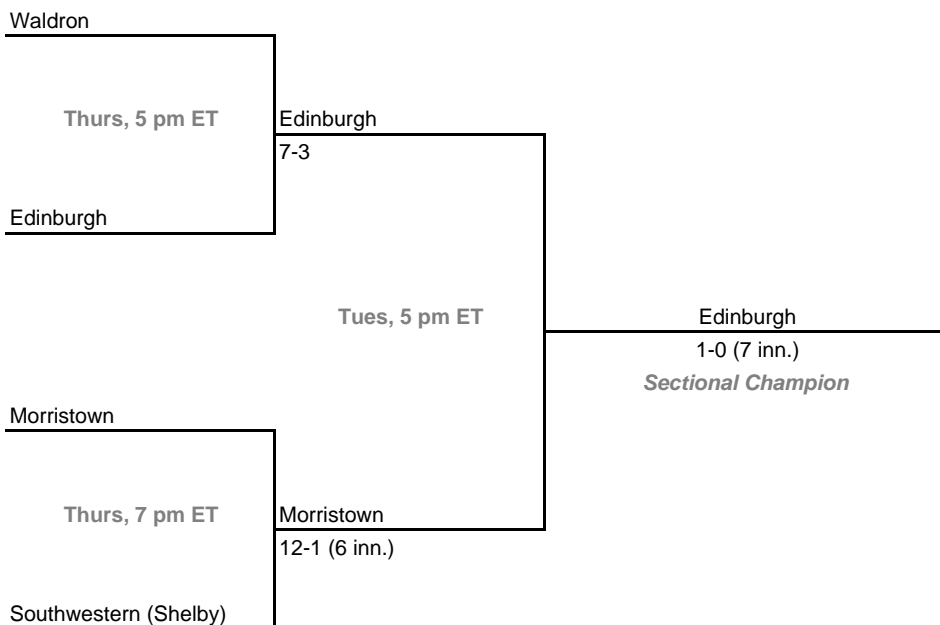 Waldron
Thurs, 5 pm ET
Edinburgh
7-3
Edinburgh
Tues, 5 pm ET
Edinburgh
1-0 (7 inn.)
Sectional Champion
Morristown
Thurs, 7 pm ET
Morristown
12-1 (6 inn.)
Southwestern (Shelby)